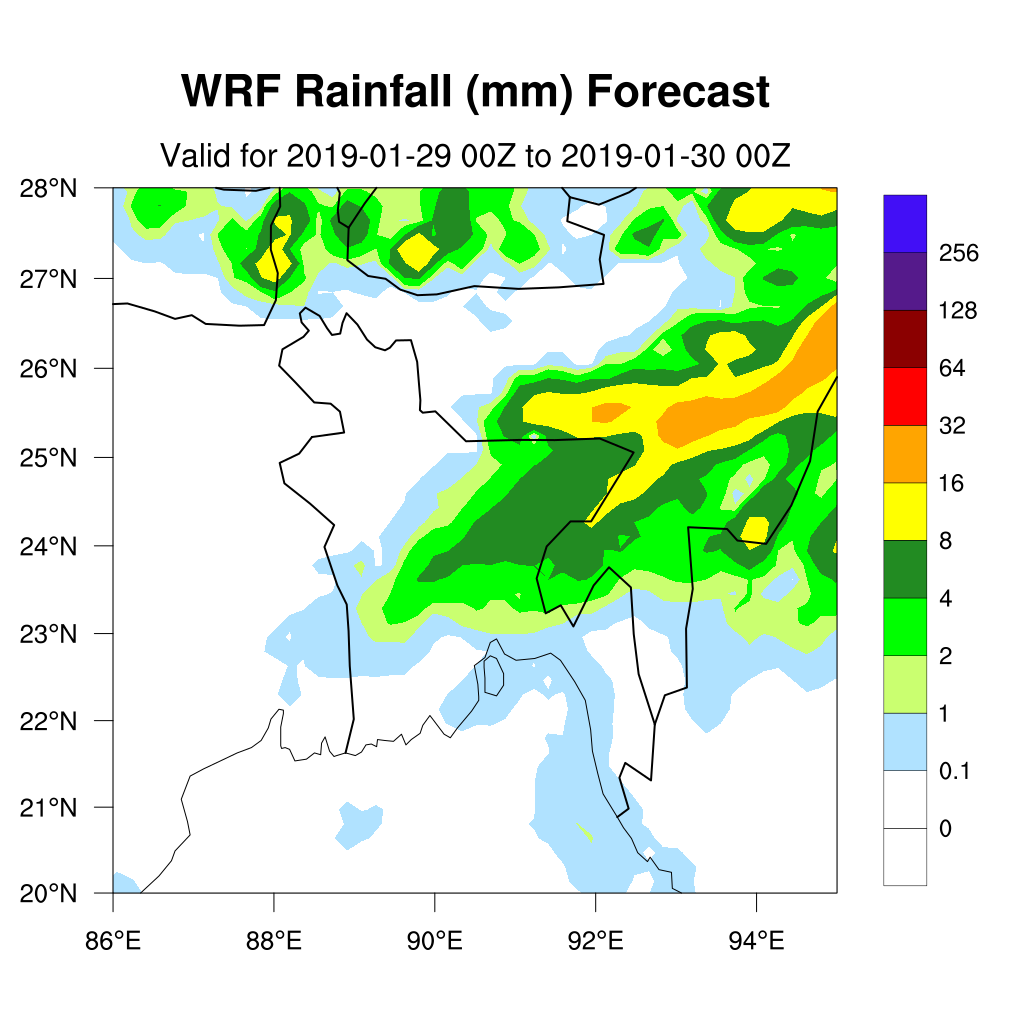 WRF Rainfall (mm) Forecast
Valid for 2019-01-29 00Z to 2019-01-30 00Z
28°N
27°N
26°N
25°N
24°N
23°N
22°N
21°N
20°N
86°E
88°E
90°E
92°E
94°E
256
128
64
32
16
8
4
2
1
0.1
0